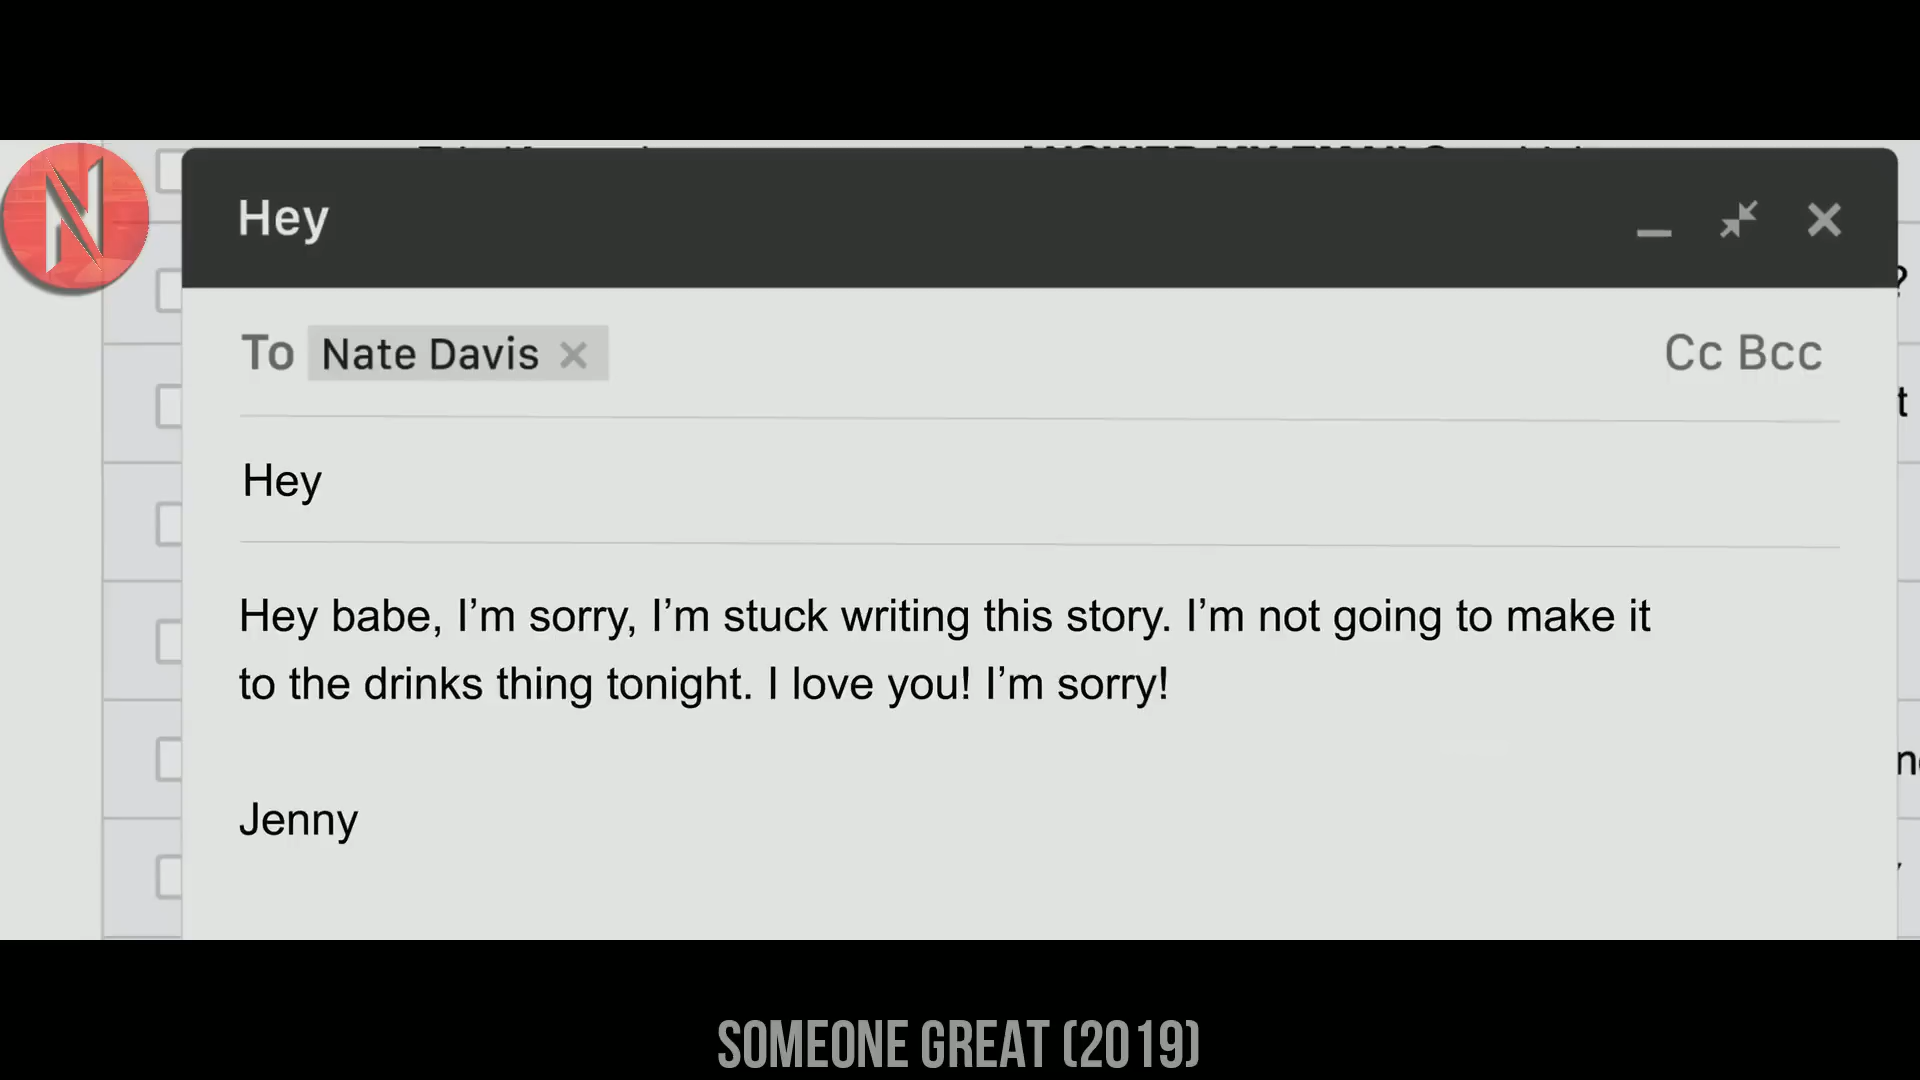 Hey
To Nate Davis
Cc Bcc
Hey
Hey babe, I’m sorry, I’m stuck writing this story. I’m not going to make it
to the drinks thing tonight. I love you! I’m sorry!
Jenny
SOMEONE GREAT (2019)